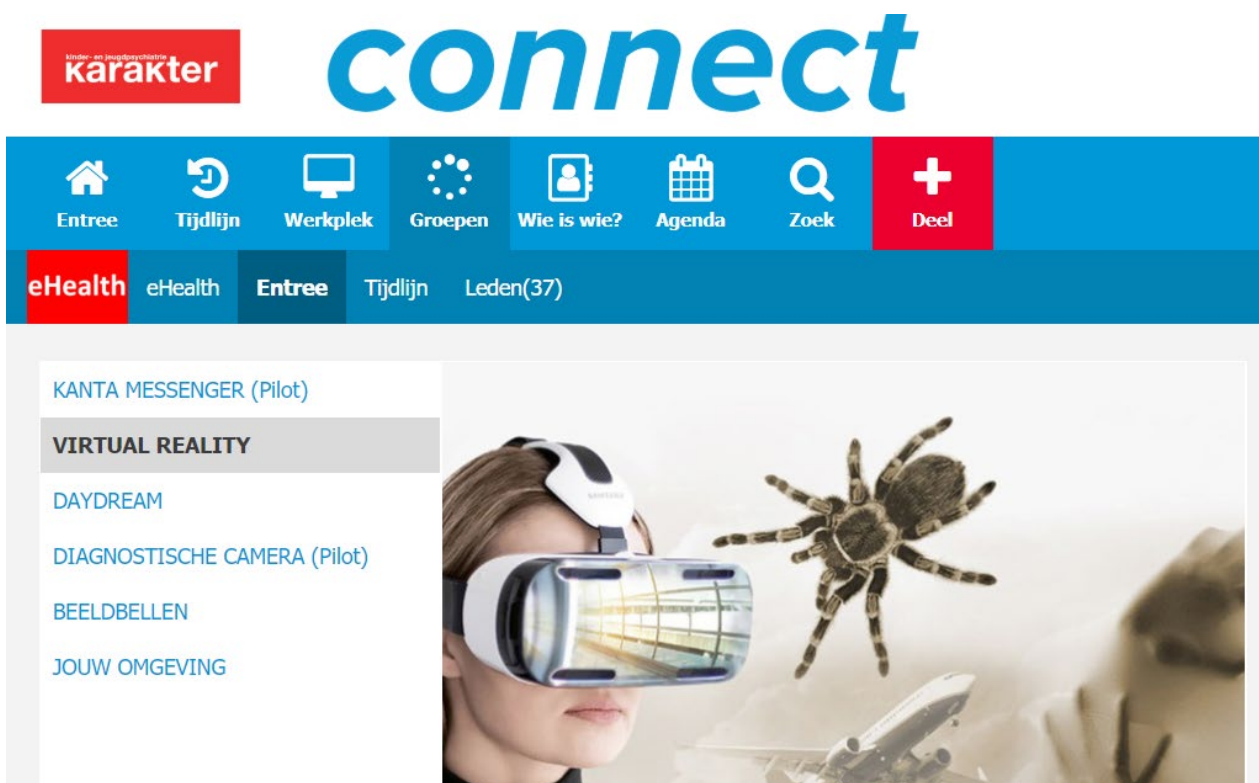 kinder- en jeugdpsychiatrie
karakter
connect
Entree Tijdlijn Werkplek Groepen Wie is wie? Agenda Zoek Deel
eHealth eHealth Entree Tijdlijn Leden(37)
KANTA MESSENGER (Pilot)
VIRTUAL REALITY
DAYDREAM
DIAGNOSTISCHE CAMERA (Pilot)
BEELDBELLEN
JOUW OMGEVING
SAMSUNG